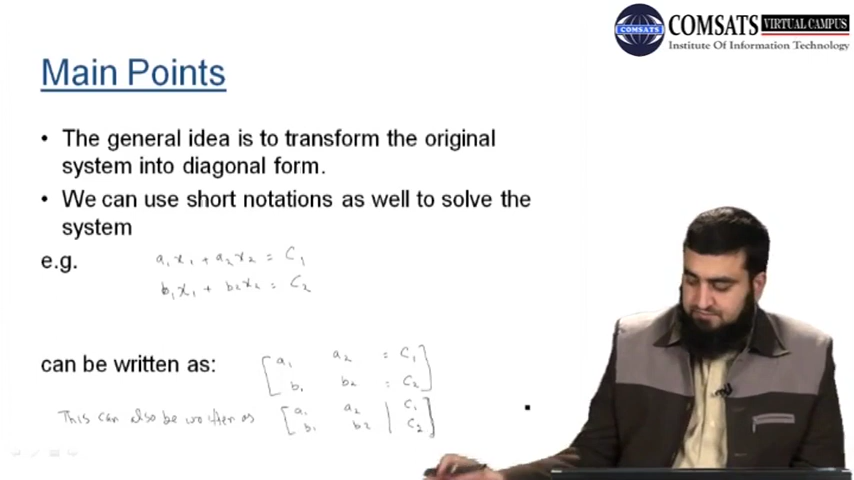 COMSATS
COMSATS VIRTUAL CAMPUS
Institute Of Information Technology
Main Points
• The general idea is to transform the original
system into diagonal form.
• We can use short notations as well to solve the
system
e.g. a₁x₁ + a₂x₂ = C₁
b₁x₁ + b₂x₂ = C₂
can be written as: [a₁ a₂ = C₁
b₁ b₂ = C₂]
This can also be written as [a₁ a₂ | C₁
b₁ b₂ | C₂]